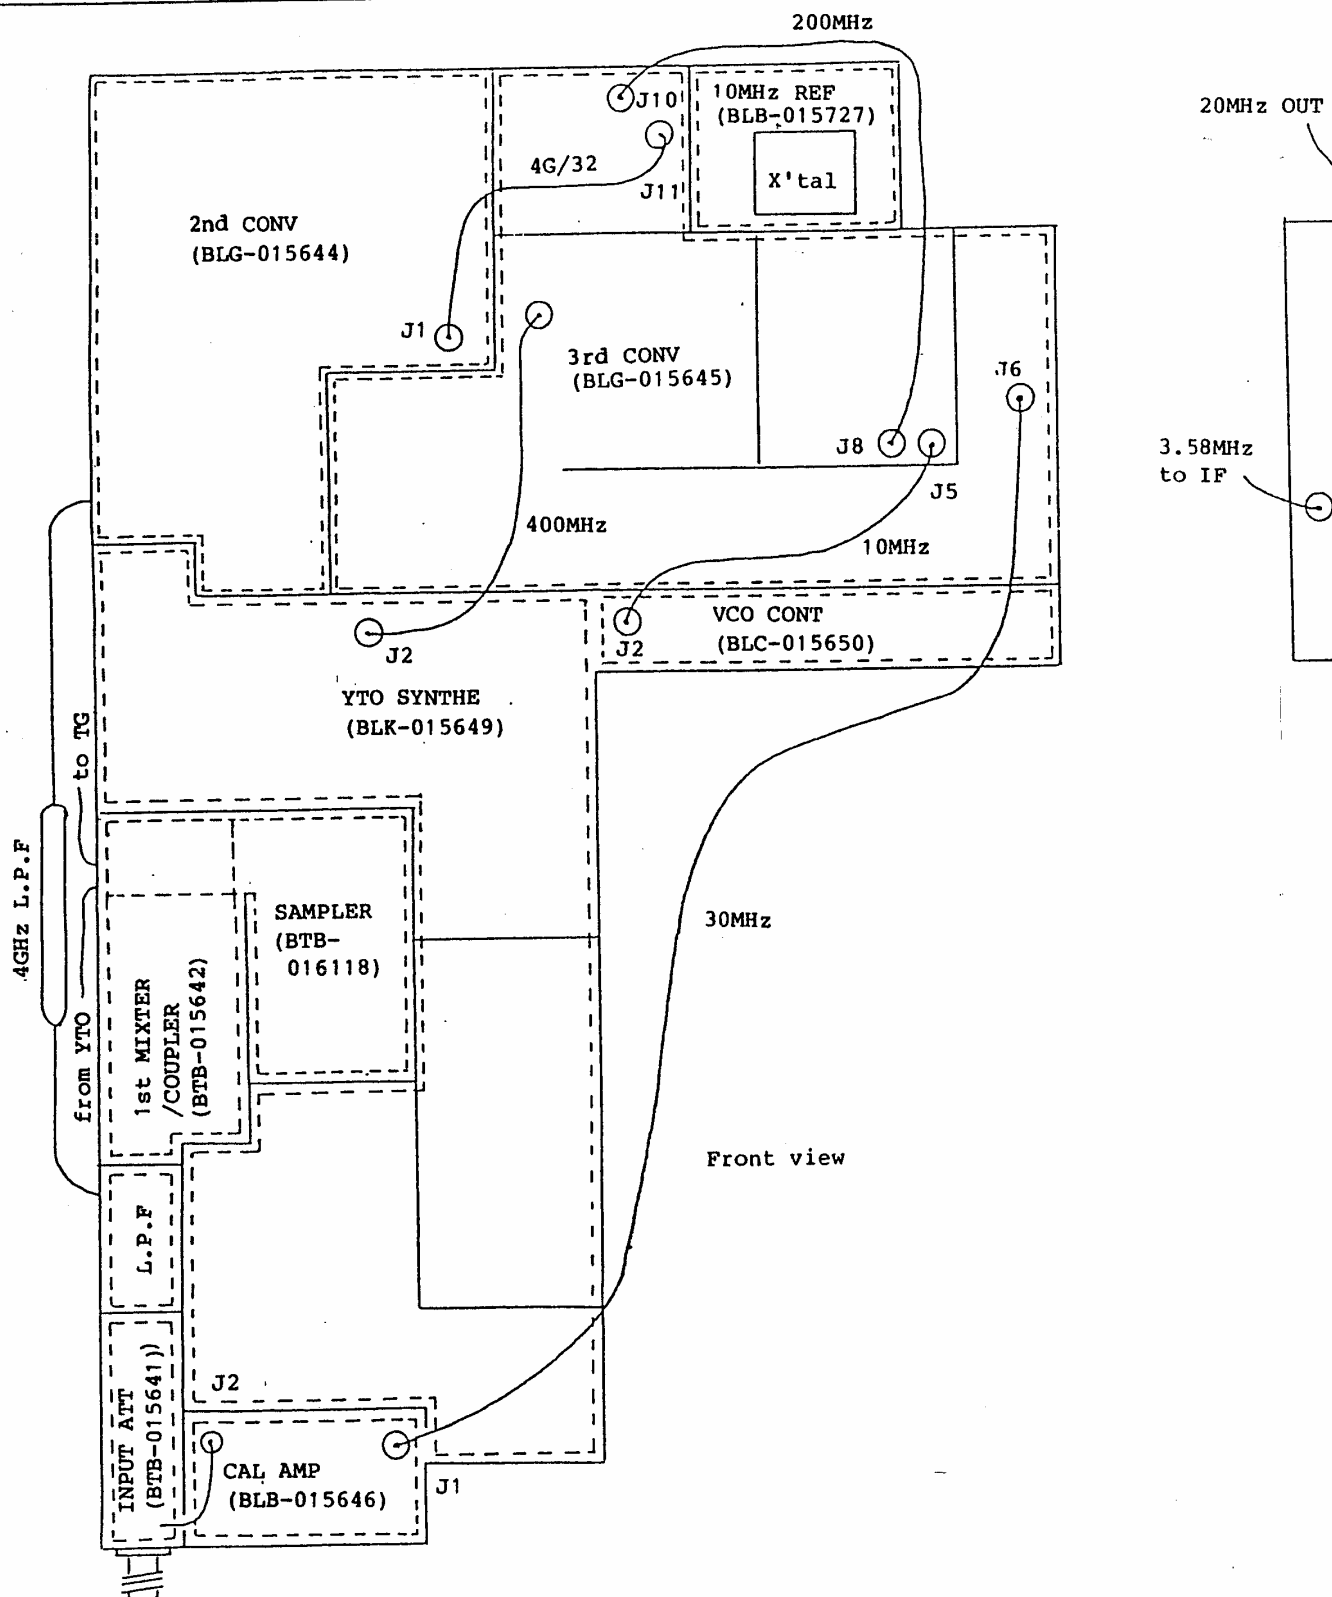 200MHz
J10
10MHz REF
(BLB-015727)
20MHz OUT
4G/32
J11
X'tal
2nd CONV
(BLG-015644)
J1
3rd CONV
(BLG-015645)
J6
J8
J5
3.58MHz
to IF
400MHz
10MHz
J2
J2
VCO CONT
(BLC-015650)
YTO SYNTHE
(BLK-015649)
to TG
4GHz L.P.F
from YTO
SAMPLER
(BTB-
016118)
1st MIXTER
/COUPLER
(BTB-015642)
30MHz
Front view
L.P.F
J2
INPUT ATT
(BTB-015641))
CAL AMP
(BLB-015646)
J1